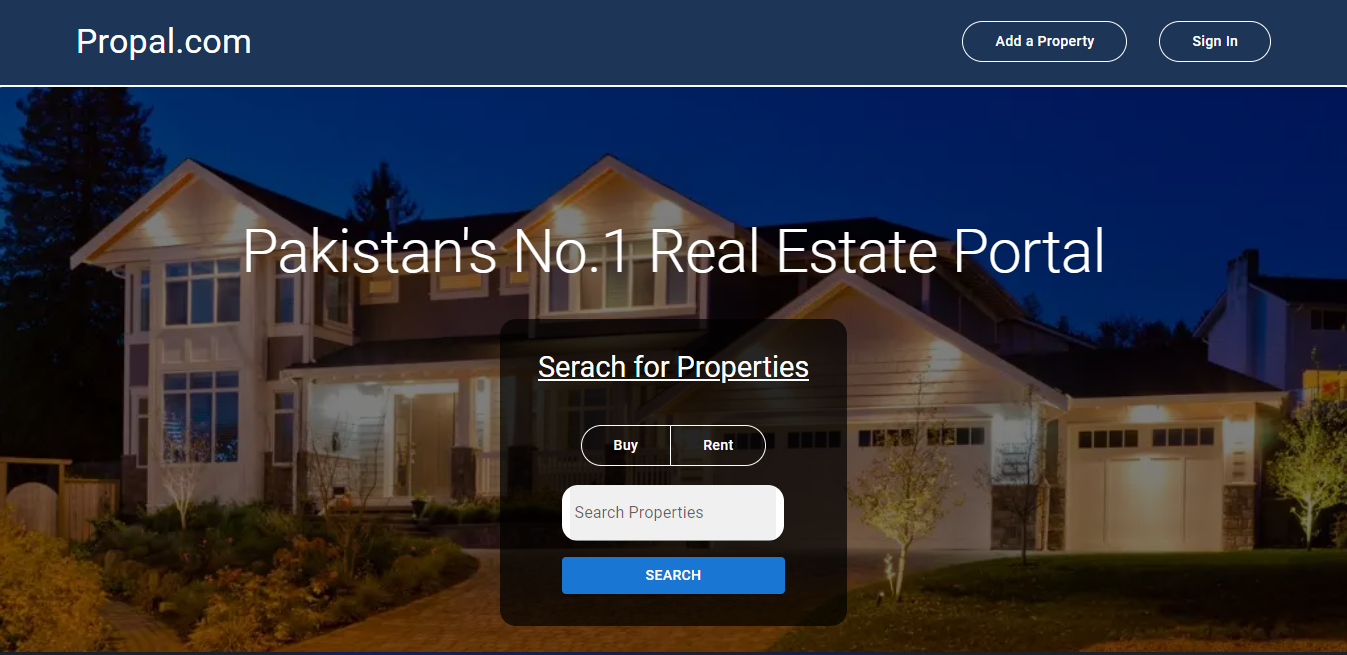 Propal.com
Add a Property
Sign In
Pakistan's No.1 Real Estate Portal
Serach for Properties
Buy
Rent
Search Properties
SEARCH